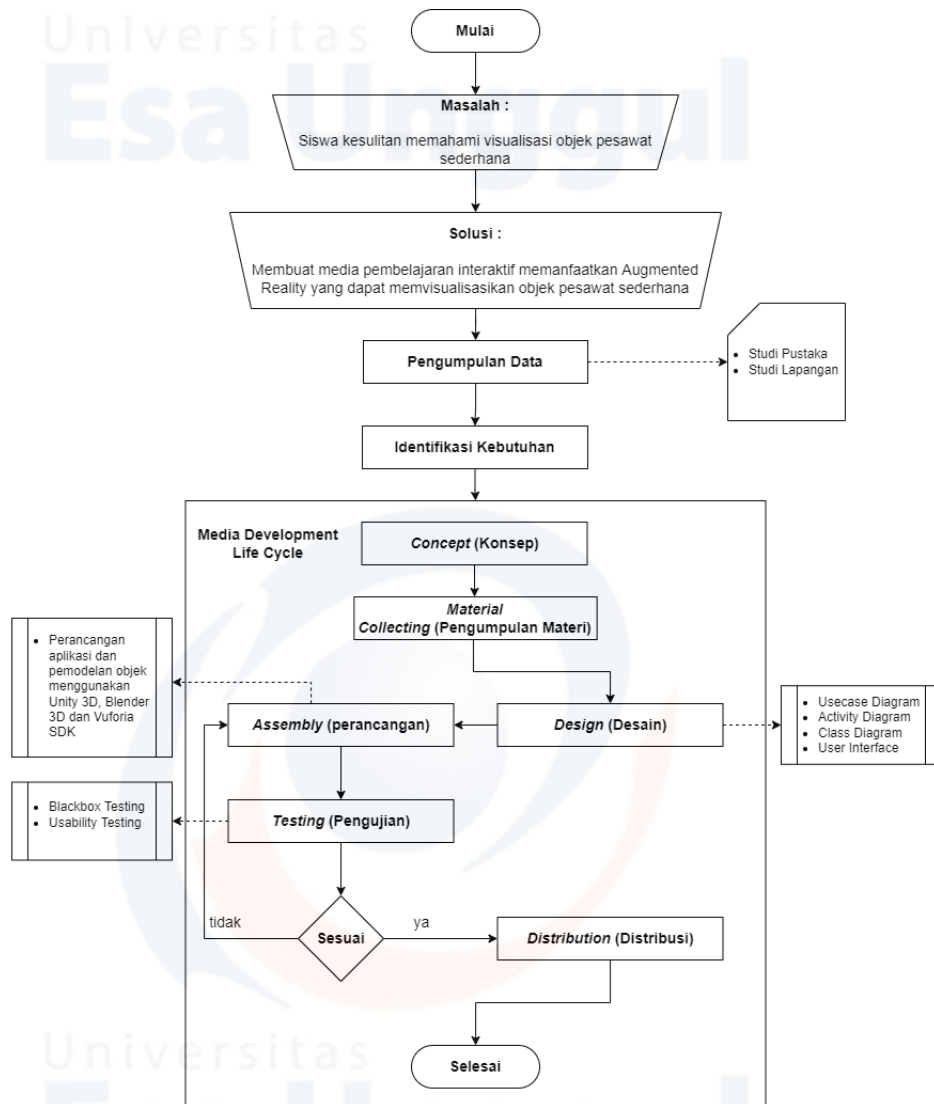 Universitas
Esa Unggul
Mulai
Masalah :
Siswa kesulitan memahami visualisasi objek pesawat
sederhana
Solusi :
Membuat media pembelajaran interaktif memanfaatkan Augmented
Reality yang dapat memvisualisasikan objek pesawat sederhana
Pengumpulan Data
• Studi Pustaka
• Studi Lapangan
Identifikasi Kebutuhan
Media Development
Life Cycle
Concept (Konsep)
Material
Collecting (Pengumpulan Materi)
• Perancangan
aplikasi dan
pemodelan objek
menggunakan
Unity 3D, Blender
3D dan Vuforia
SDK
Assembly (perancangan)
Design (Desain)
• Usecase Diagram
• Activity Diagram
• Class Diagram
• User Interface
• Blackbox Testing
• Usability Testing
Testing (Pengujian)
tidak
Sesuai
ya
Distribution (Distribusi)
Universitas
Selesai